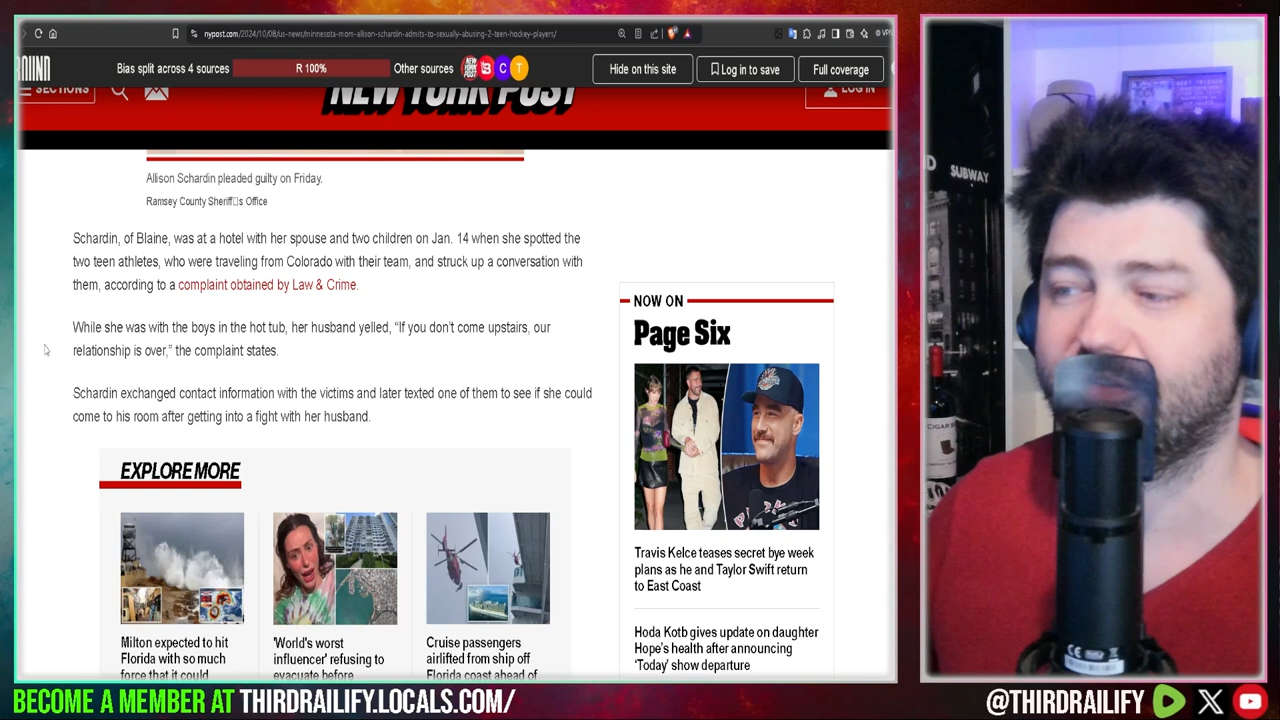 nypost.com/2024/10/08/us-news/minnesota-mom-allison-schardin-admits-to-sexually-abusing-2-teen-hockey-players/
VPN
Bias split across 4 sources
R 100%
Other sources
Hide on this site
Log in to save
Full coverage
SECTIONS
NEW YORK POST
LOG IN
Allison Schardin pleaded guilty on Friday.
Ramsey County Sheriff□s Office
Schardin, of Blaine, was at a hotel with her spouse and two children on Jan. 14 when she spotted the
two teen athletes, who were traveling from Colorado with their team, and struck up a conversation with
them, according to a complaint obtained by Law & Crime.
While she was with the boys in the hot tub, her husband yelled, “If you don’t come upstairs, our
relationship is over,” the complaint states.
Schardin exchanged contact information with the victims and later texted one of them to see if she could
come to his room after getting into a fight with her husband.
EXPLORE MORE
Milton expected to hit
Florida with so much
force that it could
'World's worst
influencer' refusing to
evacuate before
Cruise passengers
airlifted from ship off
Florida coast ahead of
NOW ON
Page Six
Travis Kelce teases secret bye week
plans as he and Taylor Swift return
to East Coast
Hoda Kotb gives update on daughter
Hope's health after announcing
'Today' show departure
SUBWAY
CIGAR
BECOME A MEMBER AT THIRDRAILIFY.LOCALS.COM/
@THIRDRAILIFY